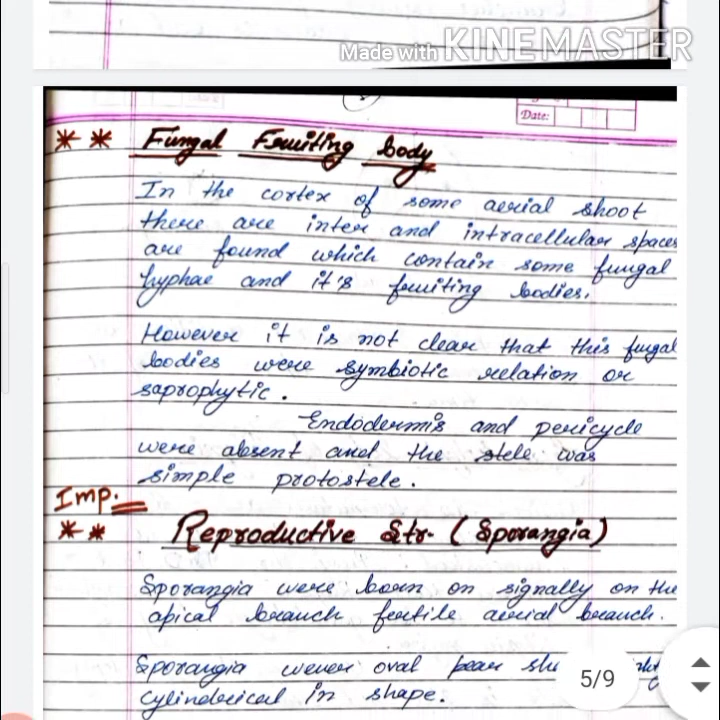 Made with KINEMASTER
Date:
** Fungal Fruiting body
In the cortex of some aerial shoot
there are inter and intracellular spaces
are found which contain some fungal
hyphae and it's fruiting bodies.
However it is not clear that this fungal
bodies were symbiotic relation or
saprophytic.
Endodermis and pericycle
were absent and the stele was
simple protostele.
Imp.
** Reproductive Str. (Sporangia)
Sporangia were born on signally on the
apical branch fertile aerial branch.
Sporangia were oval pear
cylinderical in shape.
5/9